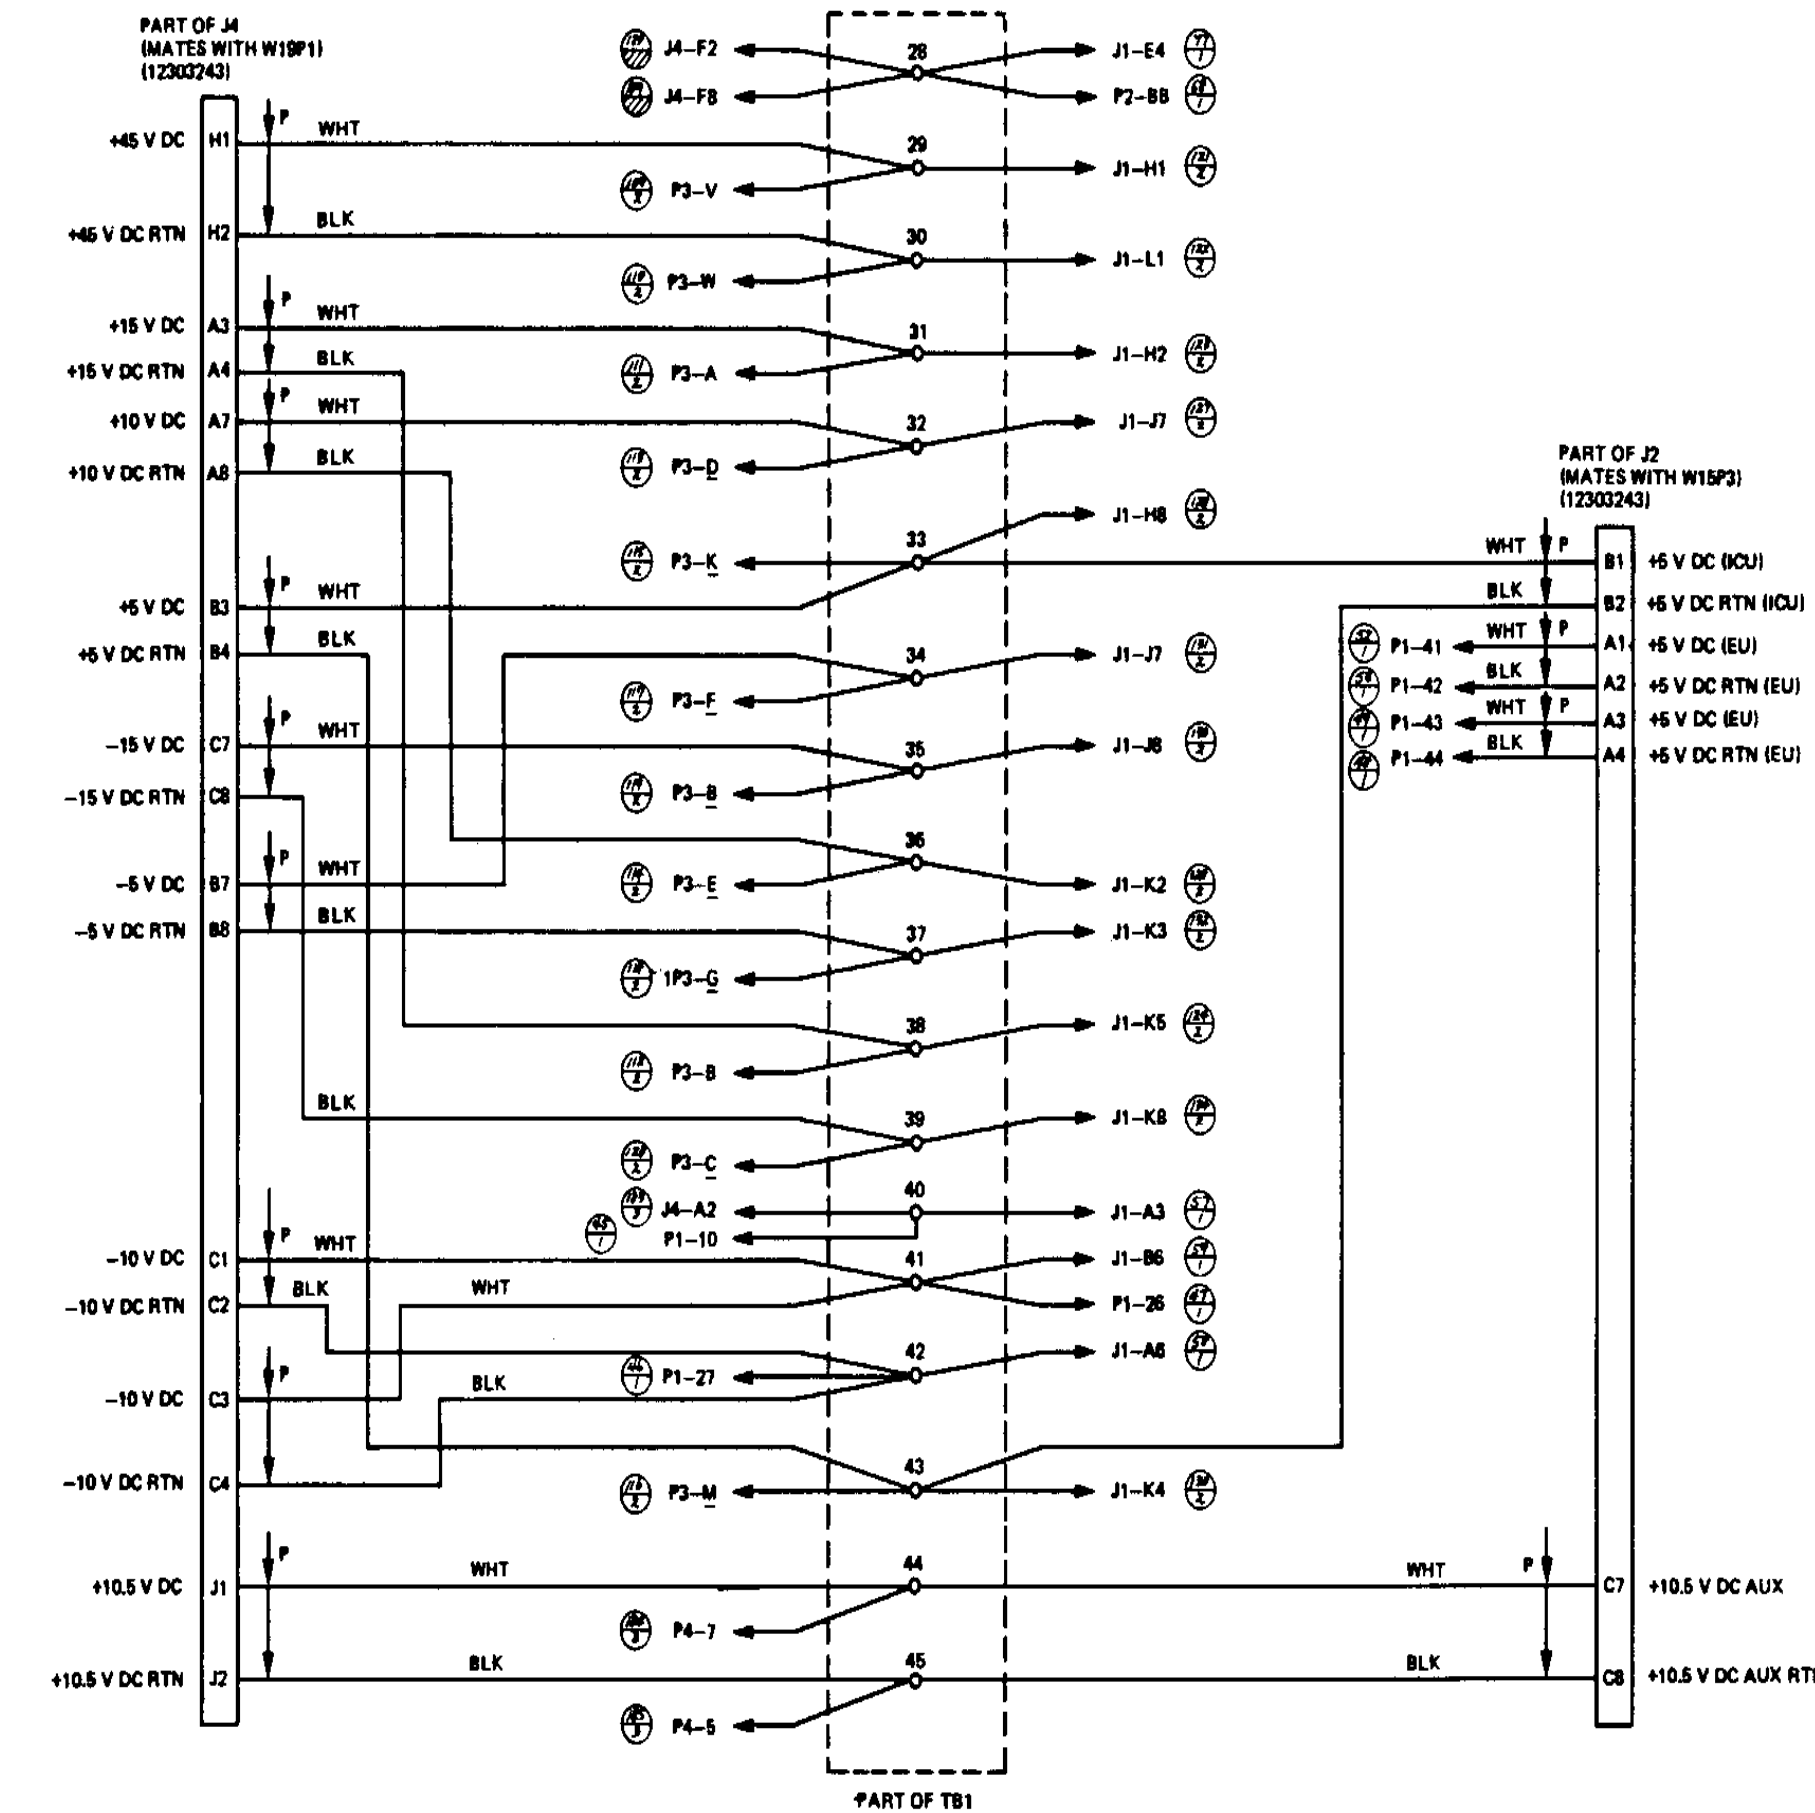 PART OF J4
(MATES WITH W19P1)
(12303243)
J4-F2
28
J1-E4
J4-F8
P2-BB
P
+45 V DC
H1
WHT
29
J1-H1
P3-V
+45 V DC RTN
H2
BLK
30
J1-L1
P3-W
P
+15 V DC
A3
WHT
31
J1-H2
+15 V DC RTN
A4
BLK
P3-A
P
+10 V DC
A7
WHT
32
J1-J7
+10 V DC RTN
A8
BLK
P3-D
PART OF J2
(MATES WITH W15P3)
(12303243)
33
J1-H8
P3-K
WHT
P
B1
+5 V DC (ICU)
P
+5 V DC
B3
WHT
BLK
B2
+5 V DC RTN (ICU)
+5 V DC RTN
B4
BLK
34
J1-J7
P1-41
WHT
P
A1
+5 V DC (EU)
P3-F
P1-42
BLK
A2
+5 V DC RTN (EU)
P
-15 V DC
C7
WHT
35
J1-J8
P1-43
WHT
P
A3
+5 V DC (EU)
P1-44
BLK
A4
+5 V DC RTN (EU)
-15 V DC RTN
C8
P3-B
P
36
-5 V DC
B7
WHT
P3-E
J1-K2
-5 V DC RTN
B8
BLK
37
J1-K3
1P3-G
38
J1-K5
P3-B
BLK
39
J1-K8
P3-C
40
J4-A2
J1-A3
P1-10
P
-10 V DC
C1
WHT
41
J1-B6
-10 V DC RTN
C2
BLK
WHT
P1-26
42
J1-A6
P
P1-27
-10 V DC
C3
BLK
43
-10 V DC RTN
C4
P3-M
J1-K4
P
+10.5 V DC
J1
WHT
44
WHT
P
C7
+10.5 V DC AUX
P4-7
+10.5 V DC RTN
J2
BLK
45
BLK
C8
+10.5 V DC AUX RT
P4-5
PART OF TB1